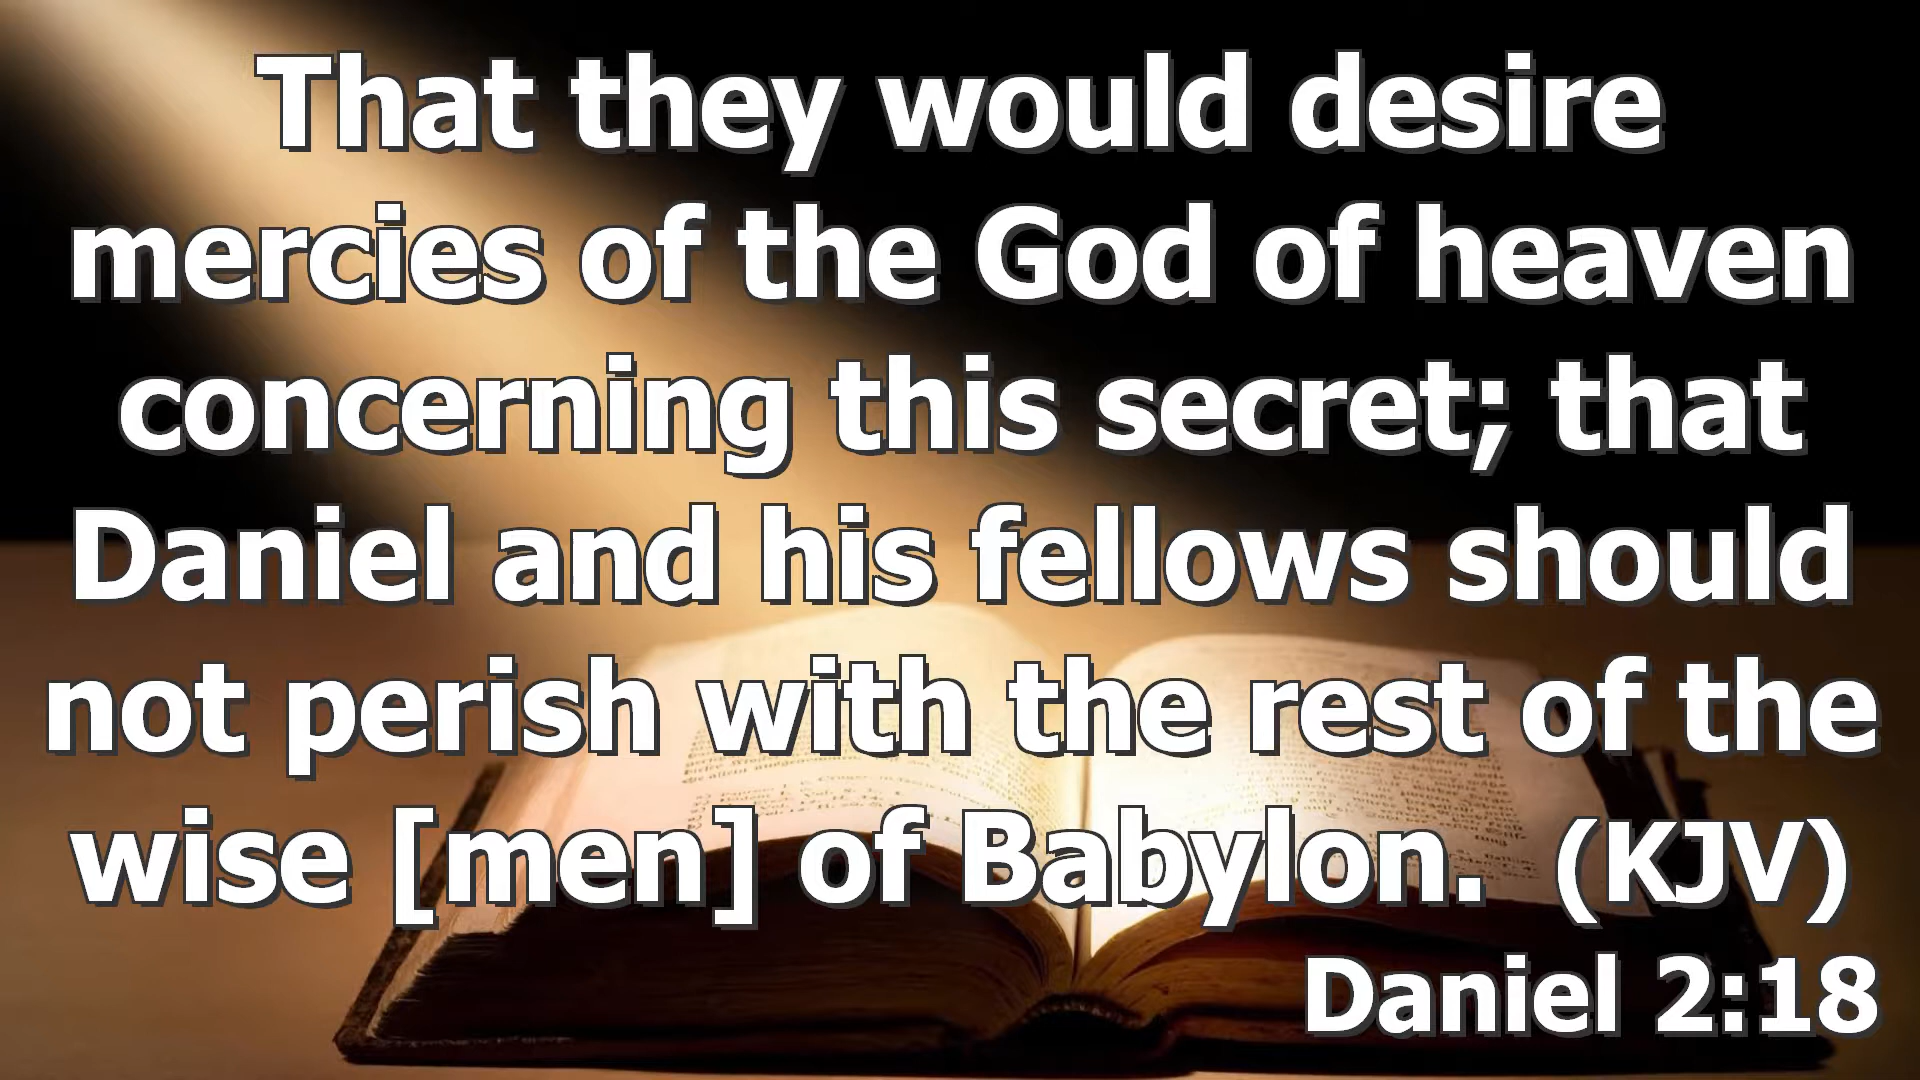 That they would desire
mercies of the God of heaven
concerning this secret; that
Daniel and his fellows should
not perish with the rest of the
wise [men] of Babylon.  (KJV)
Daniel 2:18